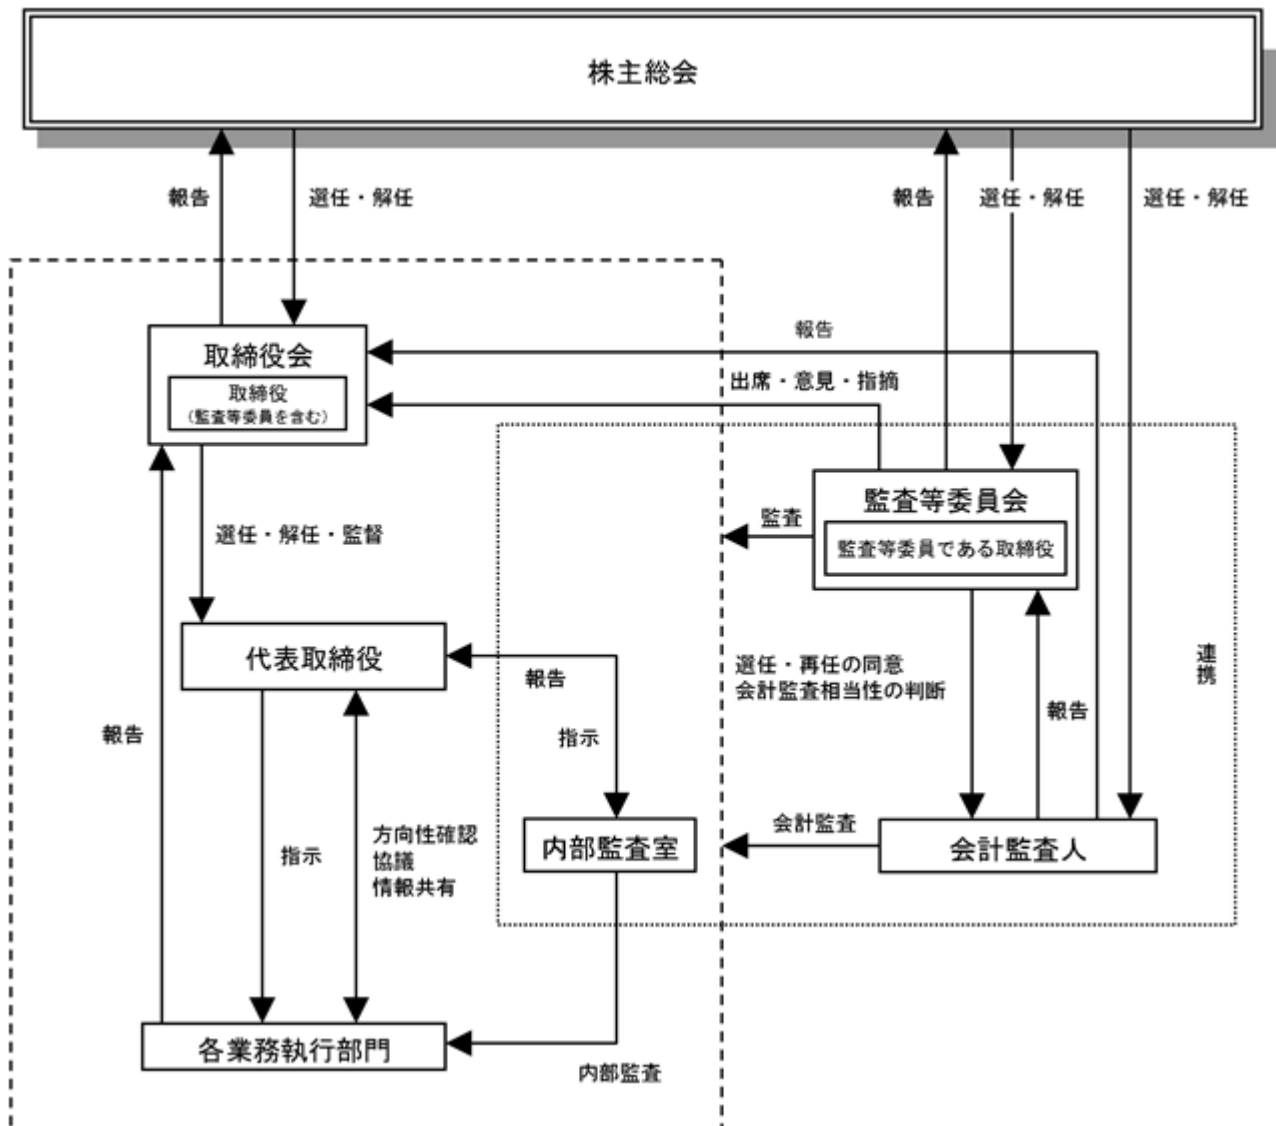 株主総会
報告
選任・解任
報告
選任・解任
選任・解任
報告
取締役会
取締役
（監査等委員を含む）
出席・意見・指摘
監査等委員会
監査等委員である取締役
監査
選任・解任・監督
代表取締役
報告
選任・再任の同意
会計監査相当性の判断
連携
報告
報告
指示
方向性確認
協議
情報共有
指示
内部監査室
会計監査
会計監査人
各業務執行部門
内部監査